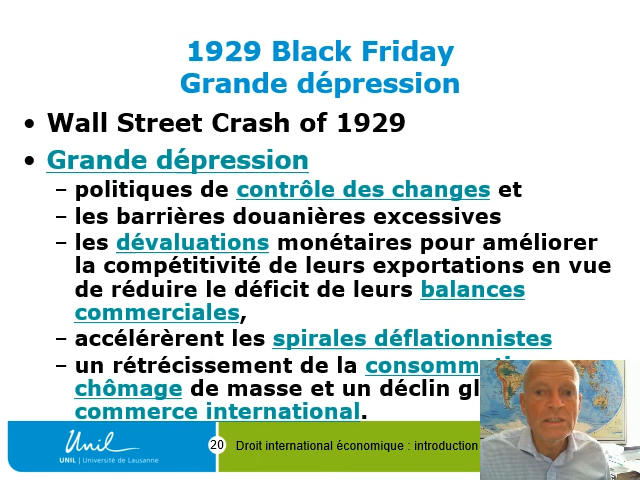 1929 Black Friday
Grande dépression
• Wall Street Crash of 1929
• Grande dépression
– politiques de contrôle des changes et
– les barrières douanières excessives
– les dévaluations monétaires pour améliorer
la compétitivité de leurs exportations en vue
de réduire le déficit de leurs balances
commerciales,
– accélérèrent les spirales déflationnistes
– un rétrécissement de la
chômage de masse et un déclin
commerce international.
Unil
UNIL | Université de Lausanne
20
Droit international économique : introduction